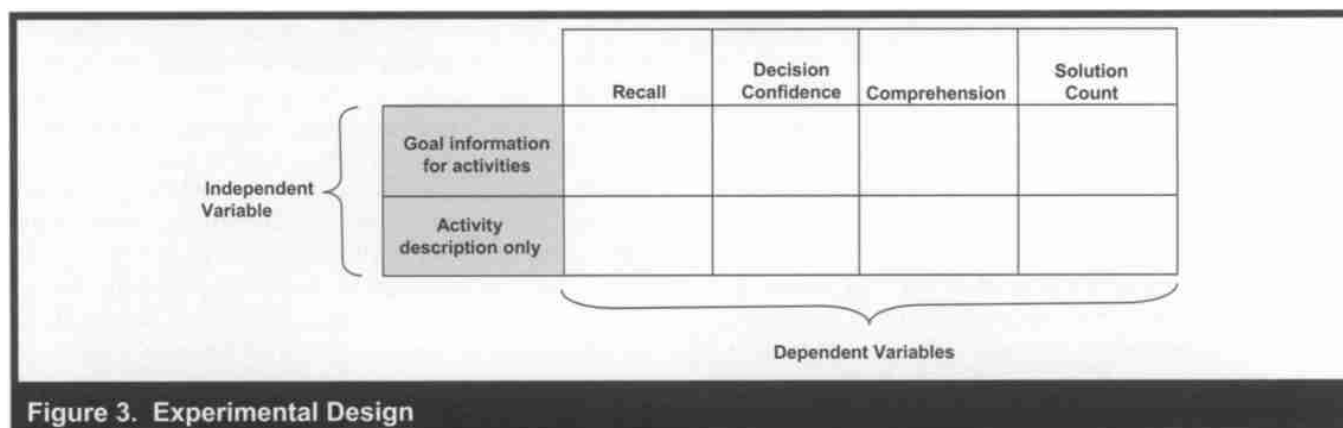 Recall
Decision
Confidence
Comprehension
Solution
Count
Goal information
for activities
Independent
Variable
Activity
description only
Dependent Variables
Figure 3. Experimental Design